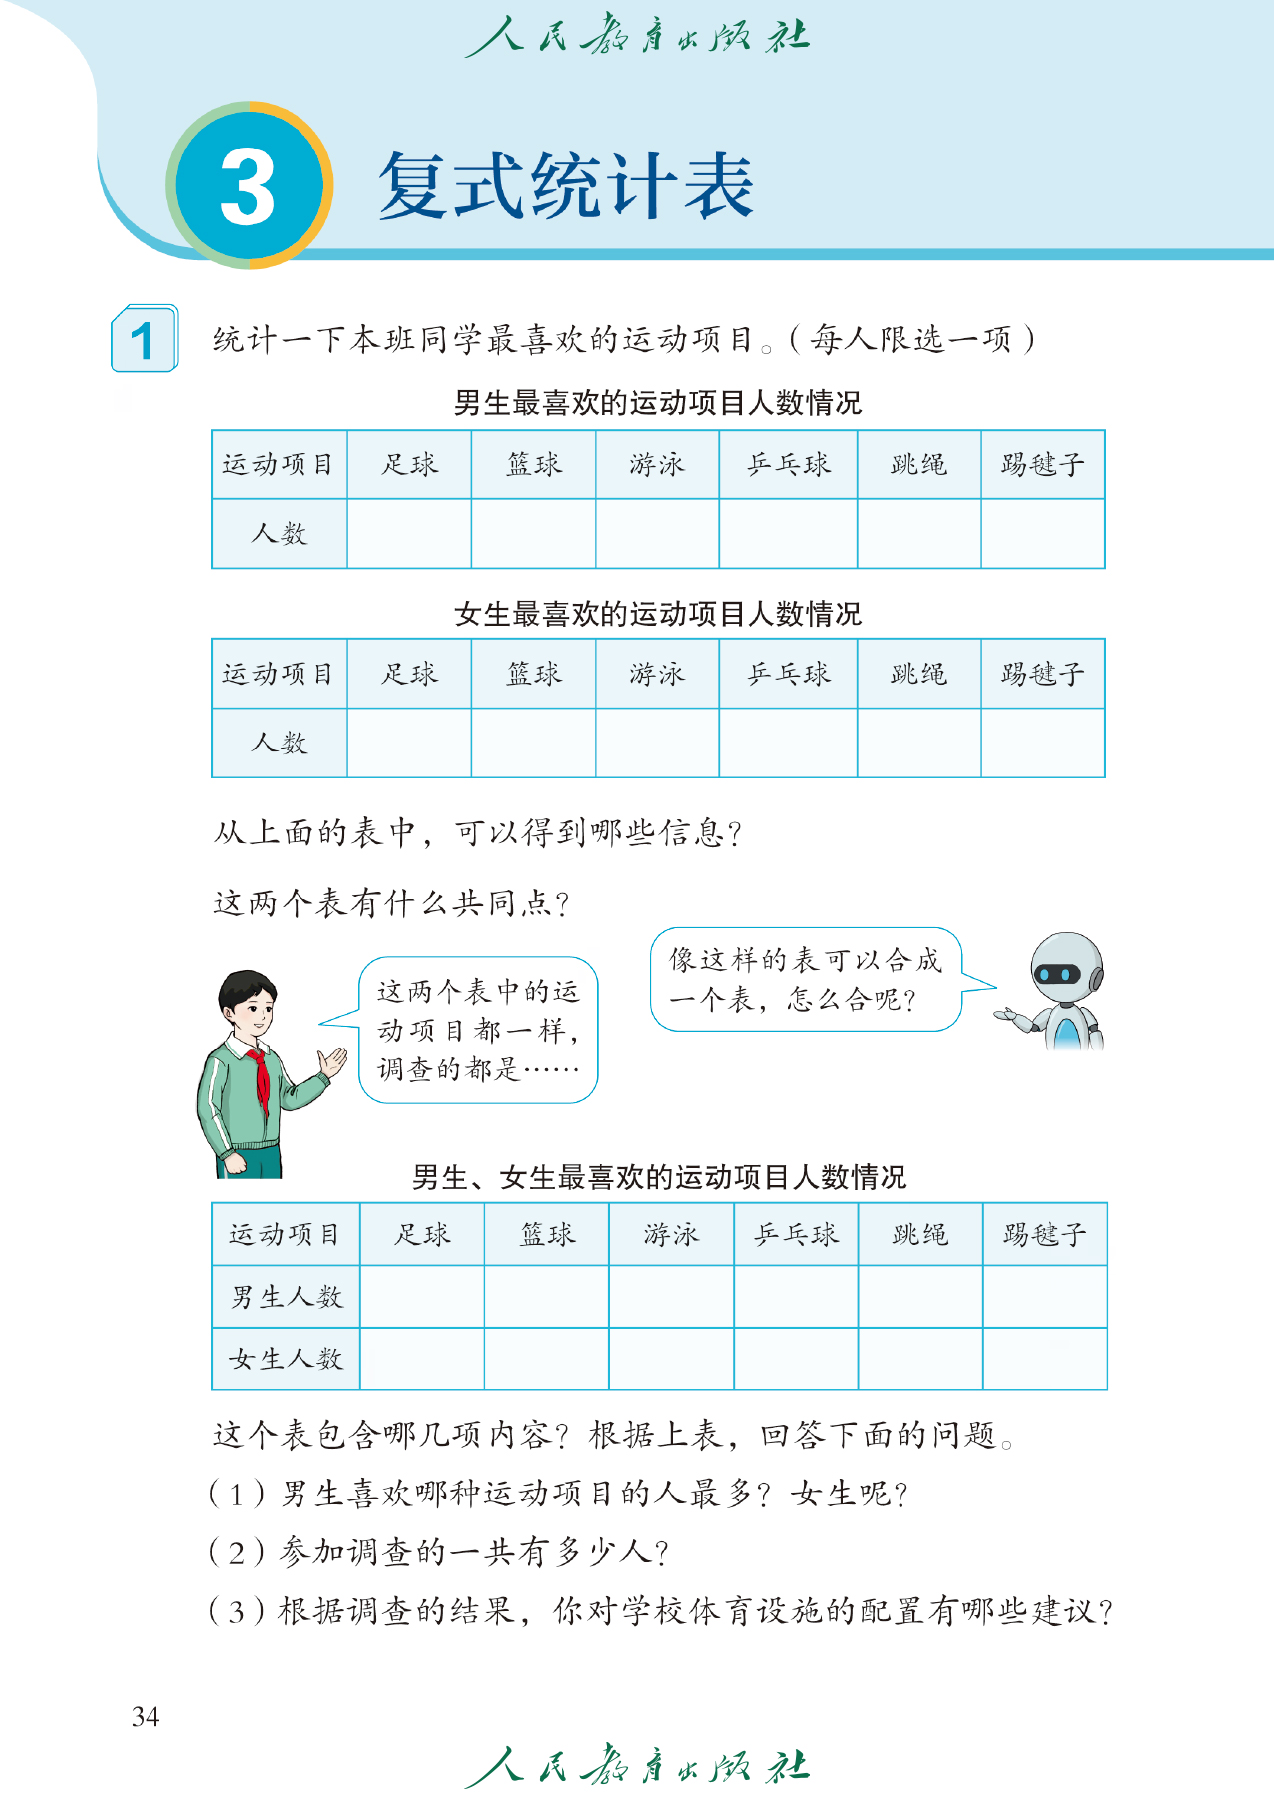 人民教育出版社
3 复式统计表
1 统计一下本班同学最喜欢的运动项目。（每人限选一项）
男生最喜欢的运动项目人数情况
运动项目 足球 篮球 游泳 乒乓球 跳绳 踢毽子
人数
女生最喜欢的运动项目人数情况
运动项目 足球 篮球 游泳 乒乓球 跳绳 踢毽子
人数
从上面的表中，可以得到哪些信息？
这两个表有什么共同点？
这两个表中的运
动项目都一样，
调查的都是……
像这样的表可以合成
一个表，怎么合呢？
男生、女生最喜欢的运动项目人数情况
运动项目 足球 篮球 游泳 乒乓球 跳绳 踢毽子
男生人数
女生人数
这个表包含哪几项内容？根据上表，回答下面的问题。
（1）男生喜欢哪种运动项目的人最多？女生呢？
（2）参加调查的一共有多少人？
（3）根据调查的结果，你对学校体育设施的配置有哪些建议？
34
人民教育出版社